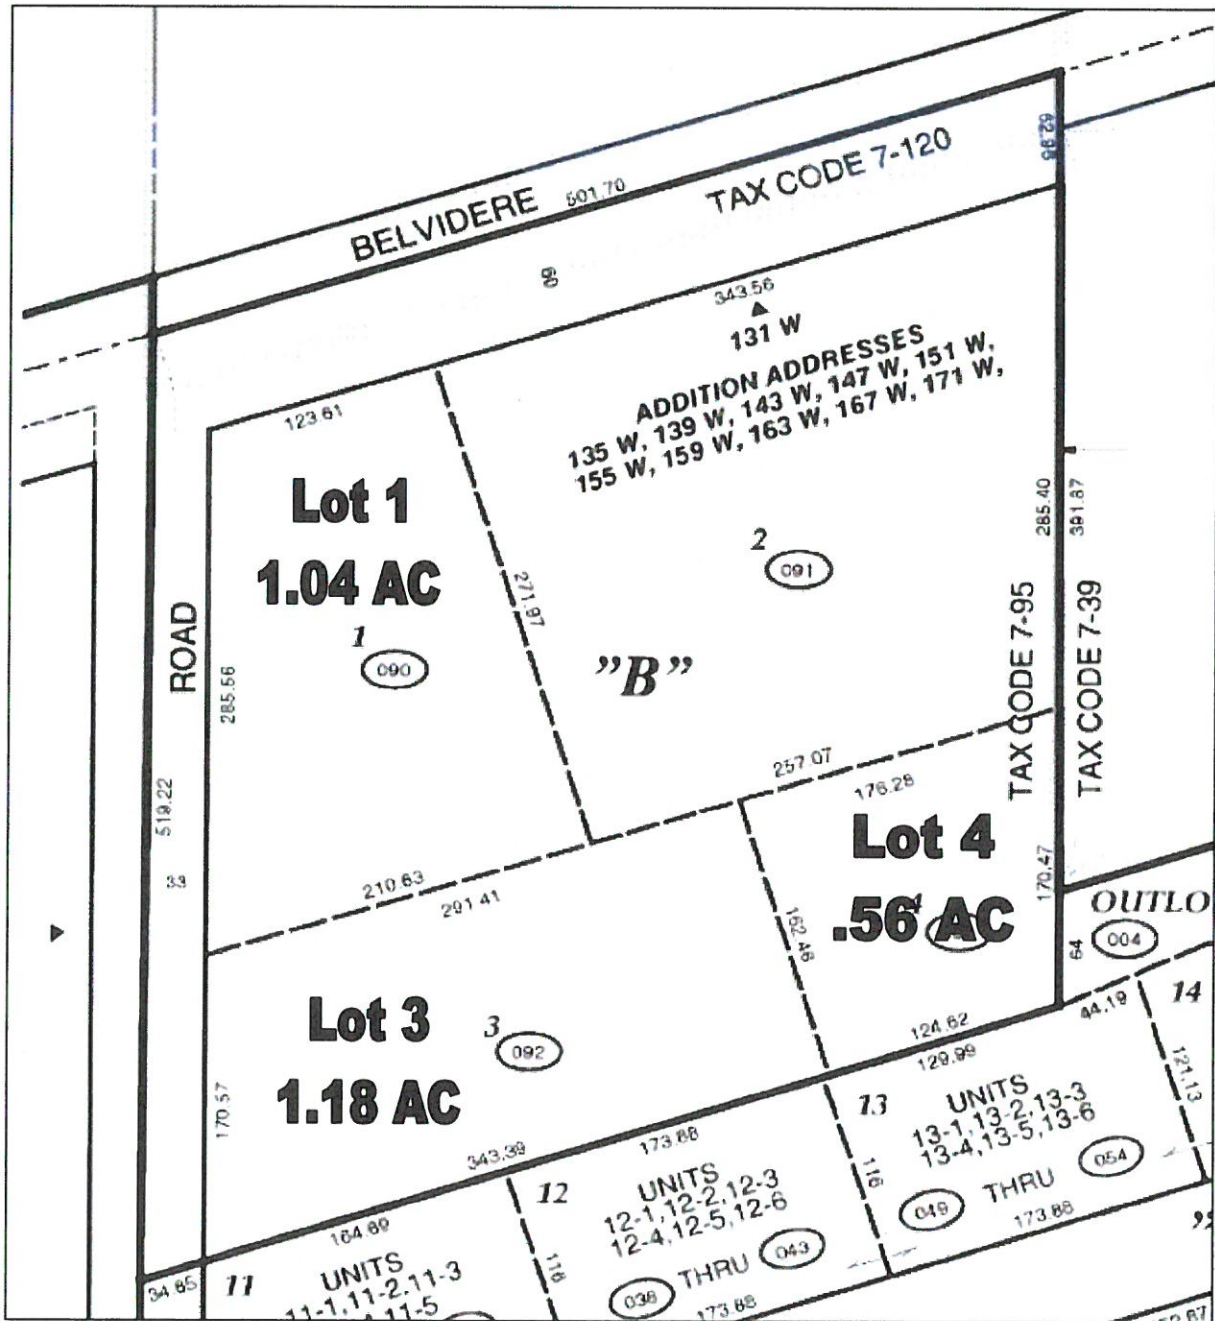 BELVIDERE
501.70
TAX CODE 7-120
62.98
60
343.56
131 W
ADDITION ADDRESSES
135 W, 139 W, 143 W, 147 W, 151 W,
155 W, 159 W, 163 W, 167 W, 171 W,
123.61
Lot 1
1.04 AC
1
090
271.97
2
091
"B"
285.40
391.87
TAX CODE 7-95
TAX CODE 7-39
ROAD
285.56
519.22
33
257.07
176.28
Lot 4
.56 AC
4
170.47
210.63
291.41
162.46
OUTLO
004
64
Lot 3
1.18 AC
3
092
170.57
124.62
129.99
44.19
14
121.13
343.39
173.88
13
UNITS
13-1,13-2,13-3
13-4,13-5,13-6
116
049 THRU 054
173.88
12
UNITS
12-1,12-2,12-3
12-4,12-5,12-6
116
038 THRU 043
173.88
164.69
34.65
11
UNITS
11-1,11-2,11-3
11-5